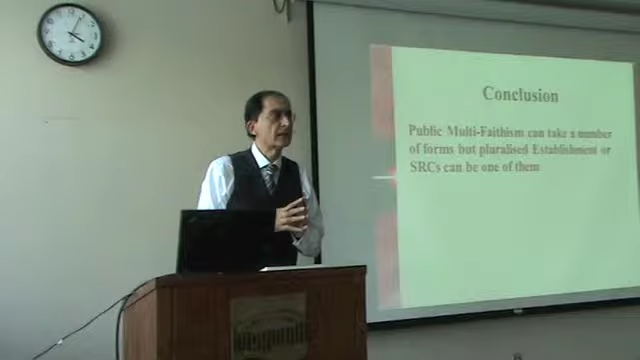 Conclusion
Public Multi-Faithism can take a number
of forms but pluralised Establishment or
SRCs can be one of them